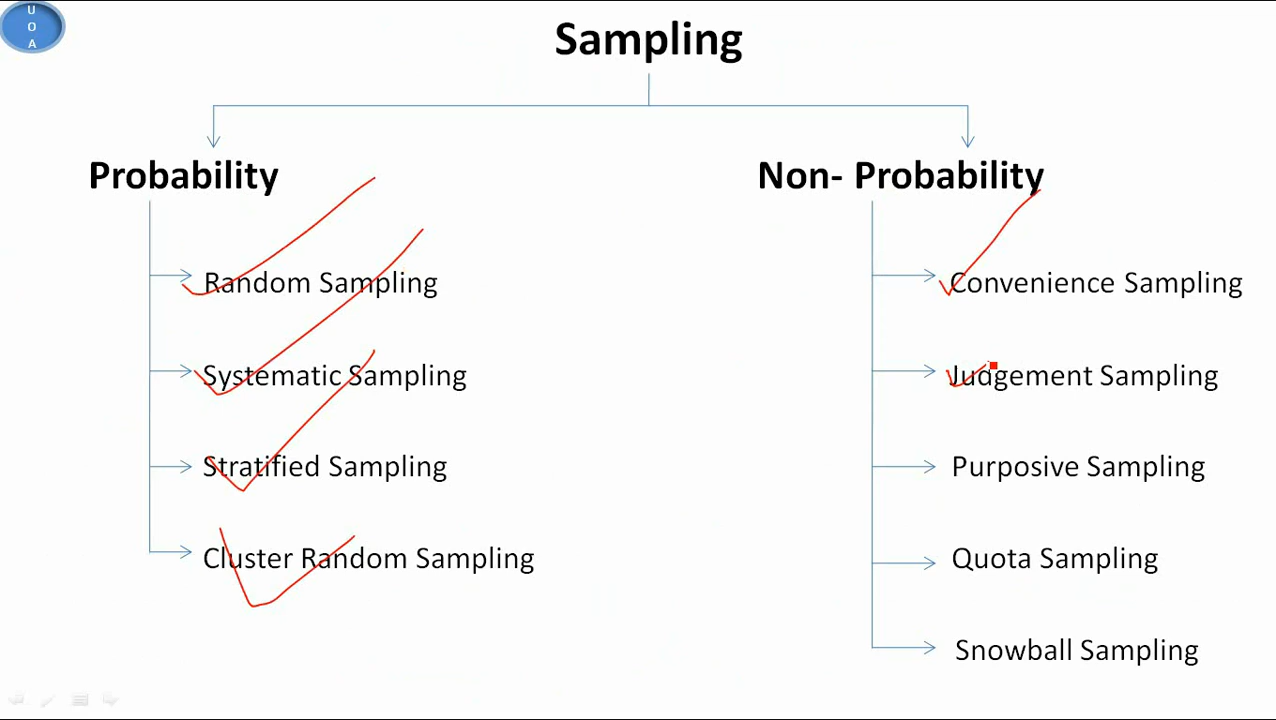 U
O
A
Sampling
Probability
Non- Probability
Random Sampling
Convenience Sampling
Systematic Sampling
Judgement Sampling
Stratified Sampling
Purposive Sampling
Cluster Random Sampling
Quota Sampling
Snowball Sampling